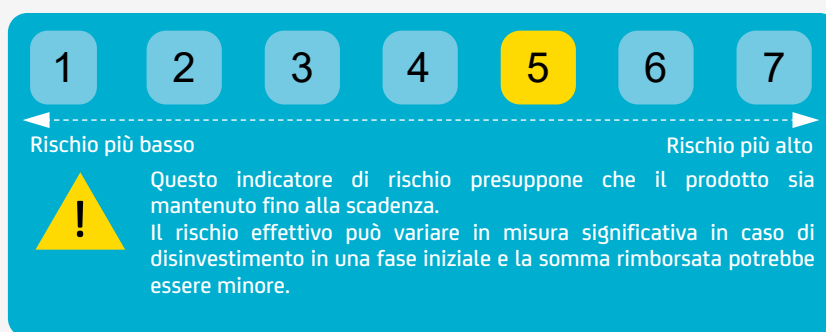 1 2 3 4 5 6 7
Rischio più basso Rischio più alto
!
Questo indicatore di rischio presuppone che il prodotto sia
mantenuto fino alla scadenza.
Il rischio effettivo può variare in misura significativa in caso di
disinvestimento in una fase iniziale e la somma rimborsata potrebbe
essere minore.